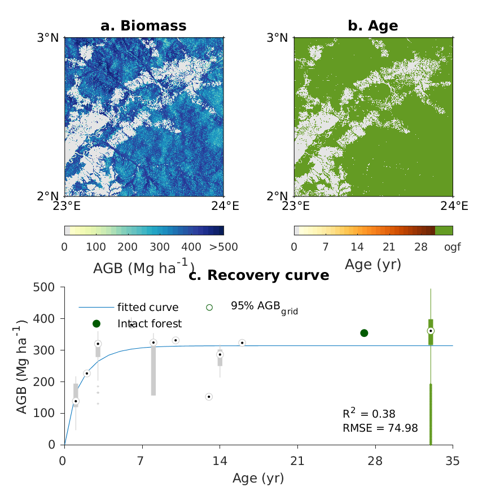 a. Biomass
b. Age
3°N
2°N
23°E
24°E
3°N
2°N
23°E
24°E
0 100 200 300 400 >500
AGB (Mg ha-1)
0 7 14 21 28 ogf
Age (yr)
c. Recovery curve
500
400
300
200
100
0
AGB (Mg ha-1)
fitted curve
95% AGBgrid
Intact forest
R2 = 0.38
RMSE = 74.98
0 7 14 21 28 35
Age (yr)